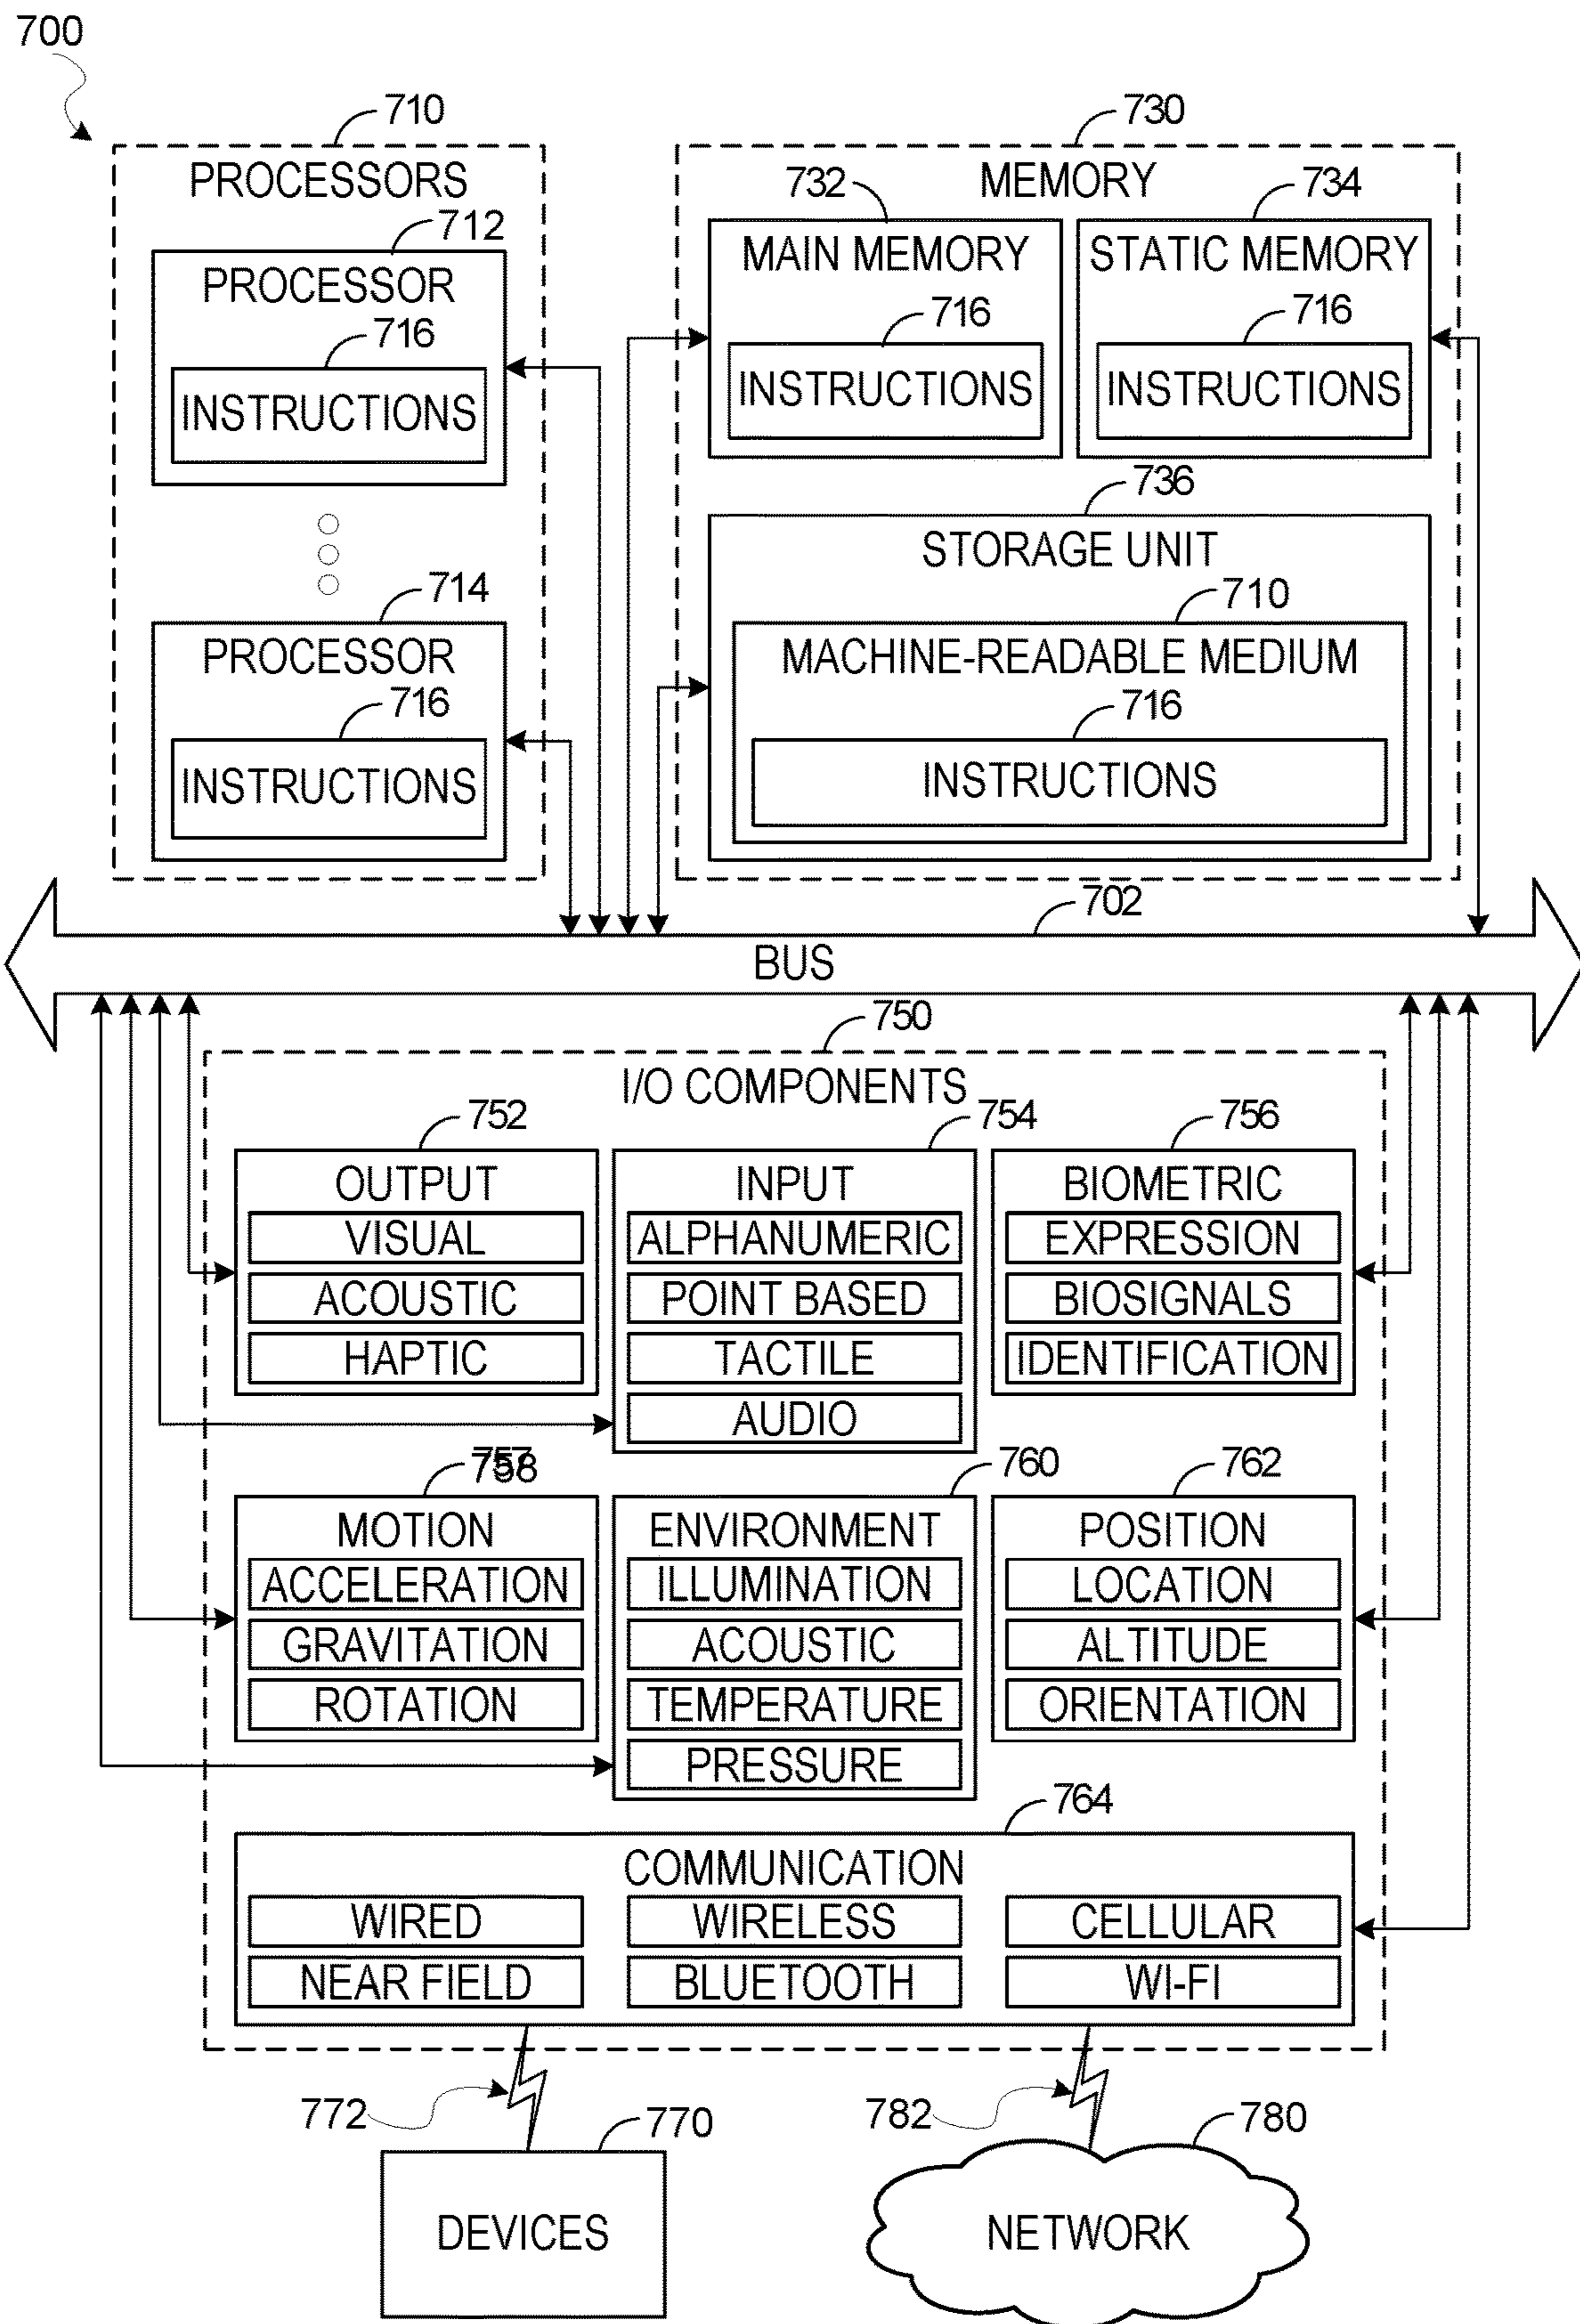 700
710
PROCESSORS
712
PROCESSOR
716
INSTRUCTIONS
714
PROCESSOR
716
INSTRUCTIONS
730
MEMORY
732
MAIN MEMORY
716
INSTRUCTIONS
734
STATIC MEMORY
716
INSTRUCTIONS
736
STORAGE UNIT
710
MACHINE-READABLE MEDIUM
716
INSTRUCTIONS
702
BUS
750
I/O COMPONENTS
752
OUTPUT
VISUAL
ACOUSTIC
HAPTIC
754
INPUT
ALPHANUMERIC
POINT BASED
TACTILE
AUDIO
756
BIOMETRIC
EXPRESSION
BIOSIGNALS
IDENTIFICATION
MOTION
ACCELERATION
GRAVITATION
ROTATION
760
ENVIRONMENT
ILLUMINATION
ACOUSTIC
TEMPERATURE
PRESSURE
762
POSITION
LOCATION
ALTITUDE
ORIENTATION
764
COMMUNICATION
WIRED
WIRELESS
CELLULAR
NEAR FIELD
BLUETOOTH
WI-FI
772
770
DEVICES
782
780
NETWORK